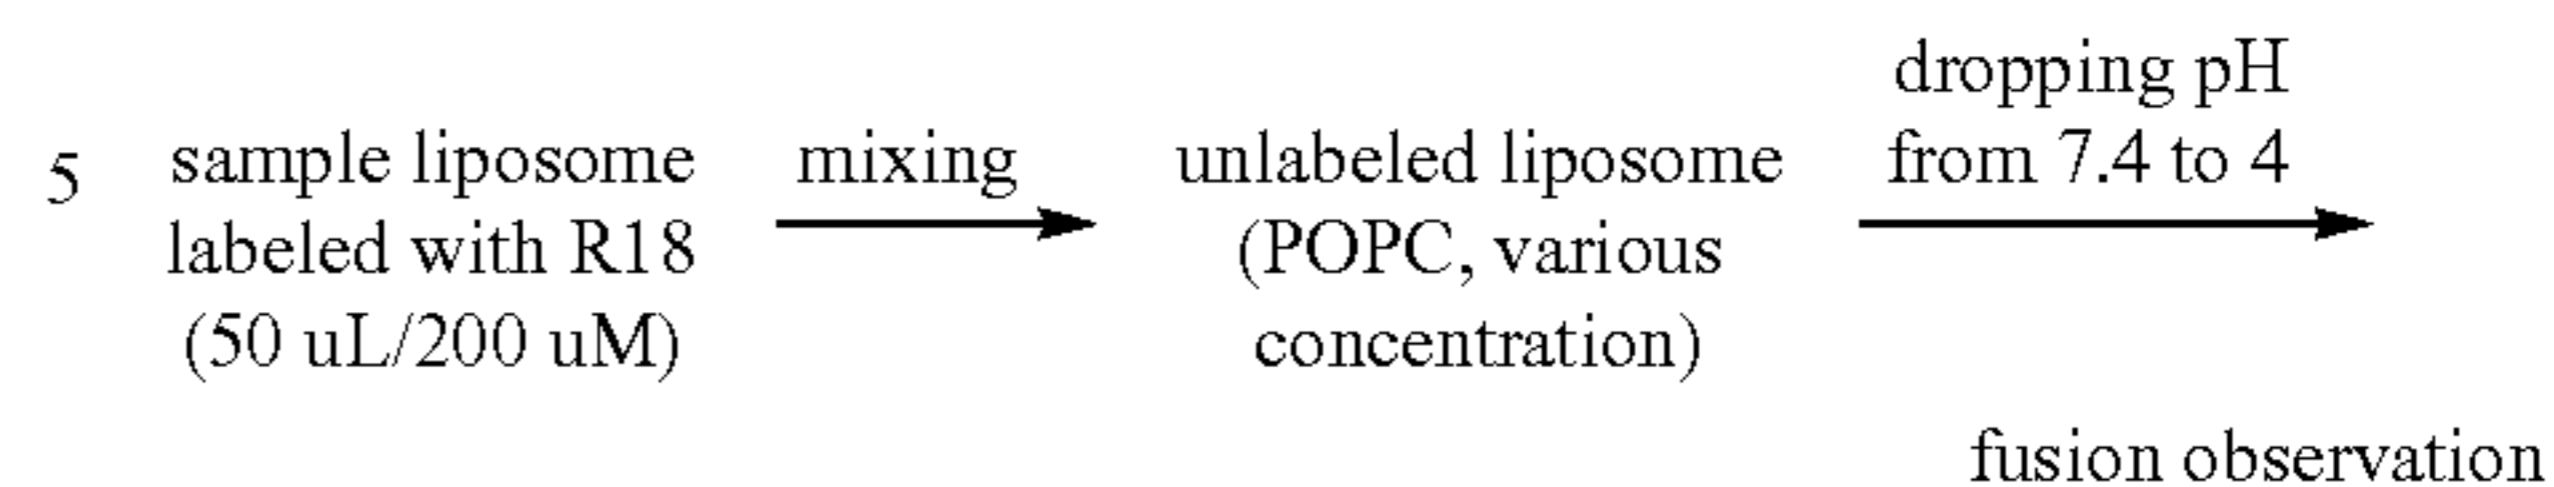 5
sample liposome
labeled with R18
(50 uL/200 uM)
mixing
unlabeled liposome
(POPC, various
concentration)
dropping pH
from 7.4 to 4
fusion observation